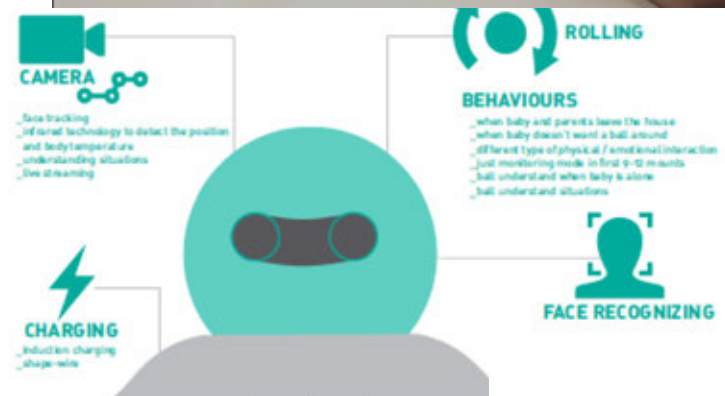 CAMERA
_face tracking
_infrared technology to detect the position
and body temperature
_understanding situations
_live streaming
ROLLING
BEHAVIOURS
_when baby and parents leave the house
_when baby doesn't want a ball around
_different type of physical / emotional interaction
_just monitoring mode in first 9-12 mounts
_ball understand when baby is alone
_ball understand situations
CHARGING
_induction charging
_shape-wire
FACE RECOGNIZING